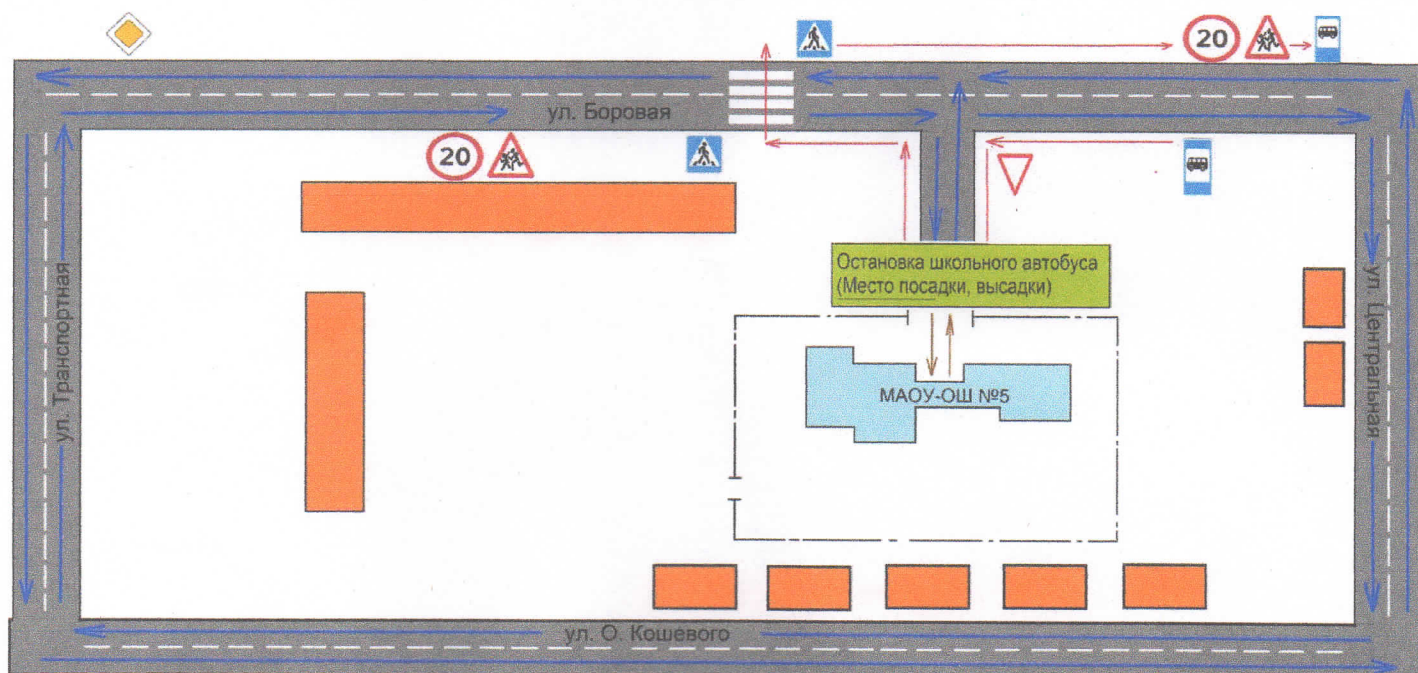 20
ул. Боровая
20
Остановка школьного автобуса
(Место посадки, высадки)
ул. Транспортная
ул. Центральная
МАОУ-ОШ №5
ул. О. Кошевого